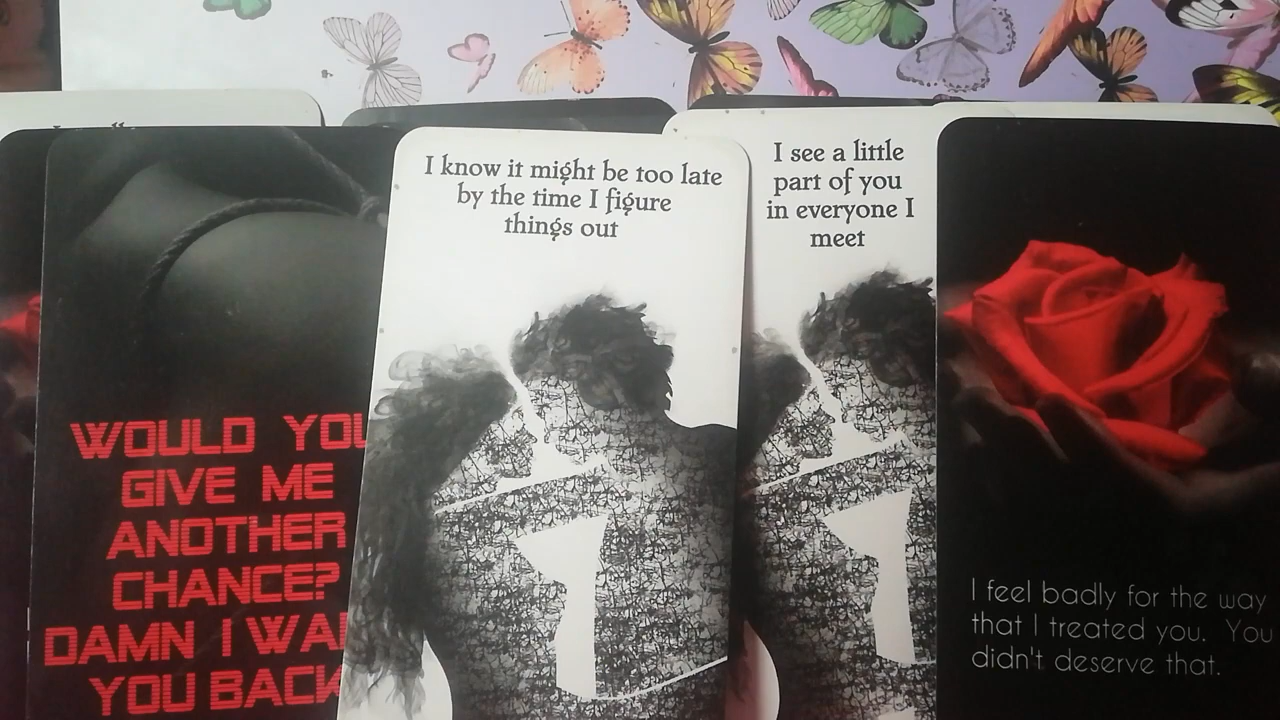 WOULD YOU
GIVE ME
ANOTHER
CHANCE?
DAMN I
YOU BACK
I know it might be too late
by the time I figure
things out
I see a little
part of you
in everyone I
meet
I feel badly for the way
that I treated you. You
didn't deserve that.